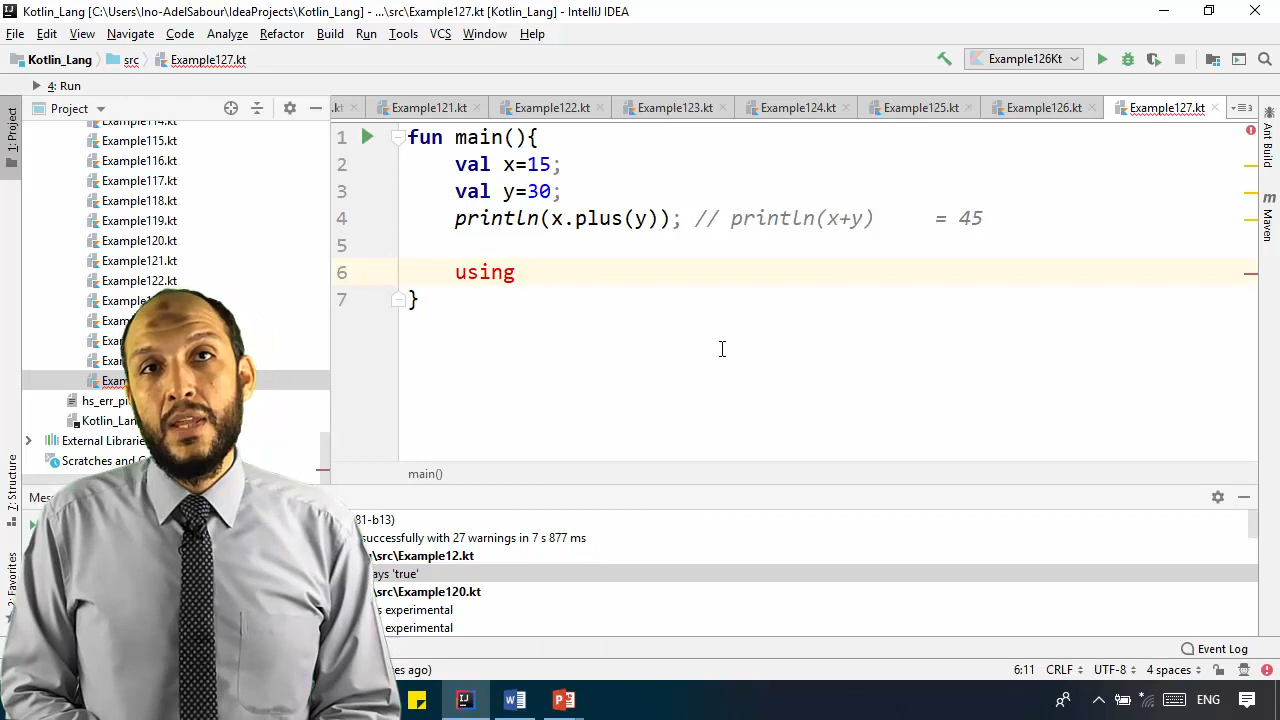 Kotlin_Lang [C:\Users\Ino-AdelSabour\IdeaProjects\Kotlin_Lang] - ...\src\Example127.kt [Kotlin_Lang] - IntelliJ IDEA
File Edit View Navigate Code Analyze Refactor Build Run Tools VCS Window Help
Kotlin_Lang src Example127.kt Example126Kt
4: Run
1: Project
Project
.kt Example121.kt Example122.kt Example123.kt Example124.kt Example125.kt Example126.kt Example127.kt
Example114.kt
Example115.kt
Example116.kt
Example117.kt
Example118.kt
Example119.kt
Example120.kt
Example121.kt
Example122.kt
Kotlin_Lan
External Librarie
Scratches and
1 fun main(){
2 val x=15;
3 val y=30;
4 println(x.plus(y)); // println(x+y) = 45
5
6 using
7 }
main()
Ant Build
Maven
Z: Structure
2: Favorites
81-b13)
successfully with 27 warnings in 7 s 877 ms
\src\Example12.kt
ays 'true'
src\Example120.kt
s experimental
experimental
Event Log
es ago) 6:11 CRLF UTF-8 4 spaces
ENG